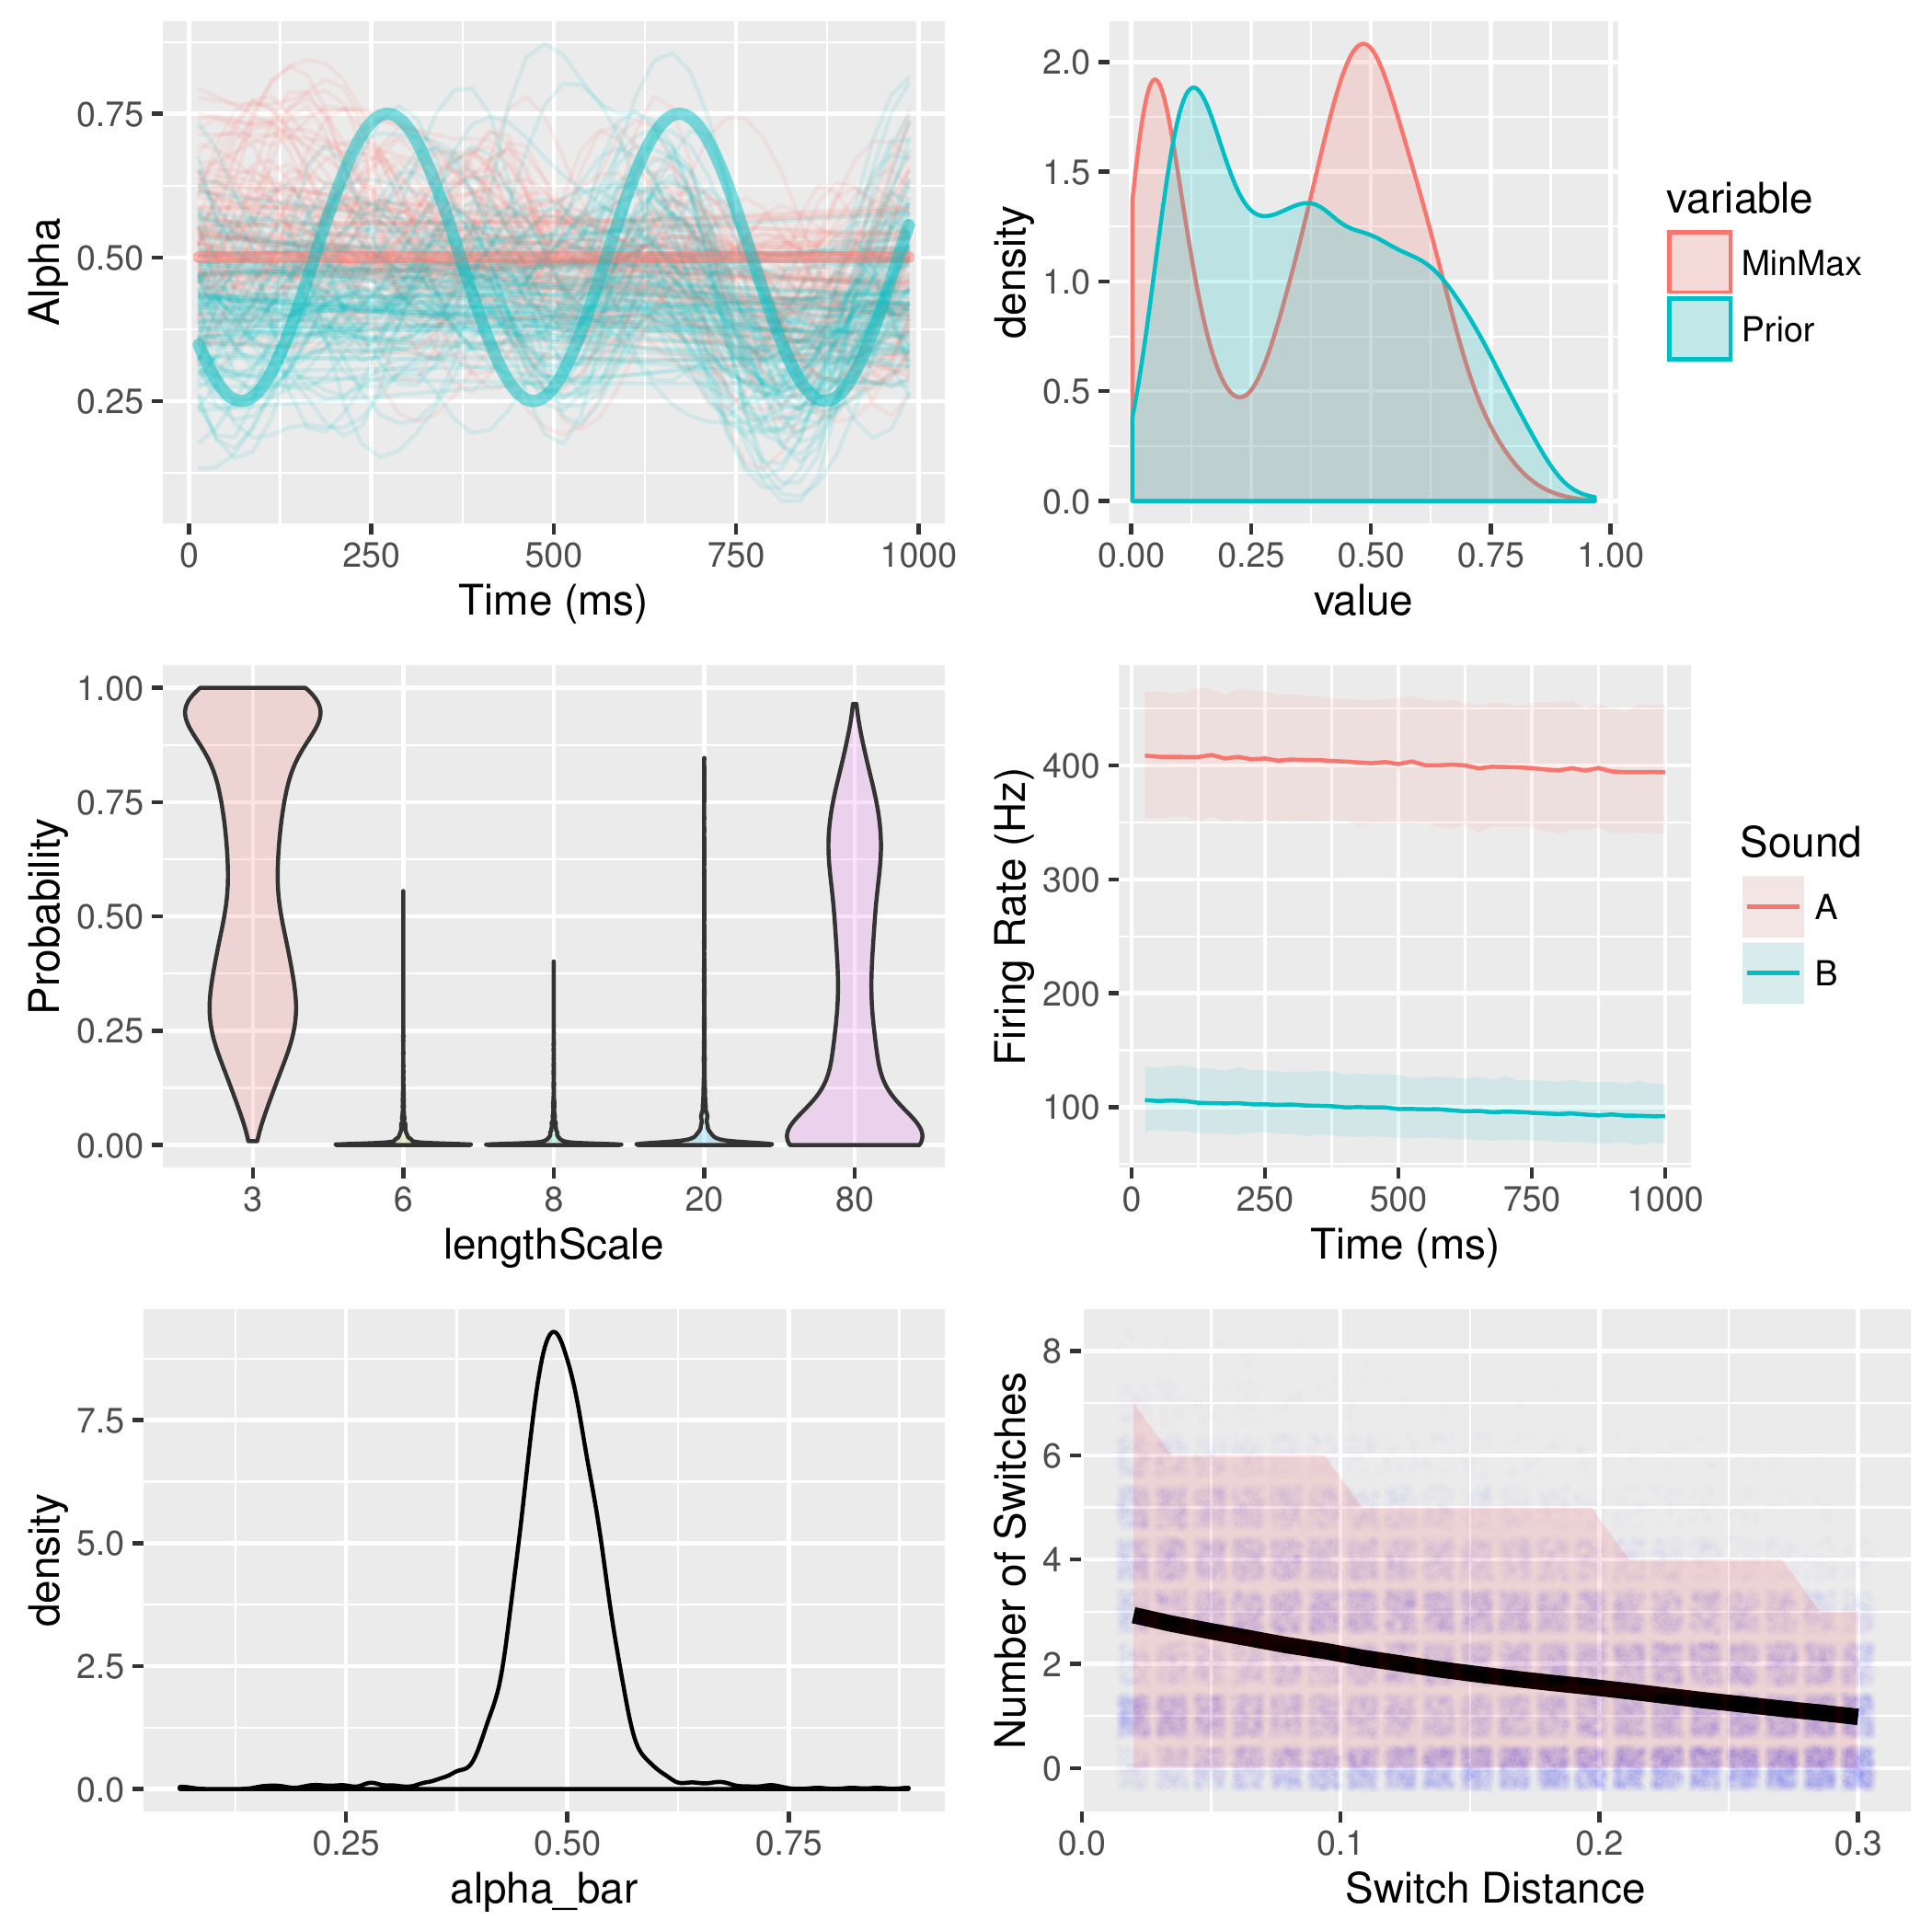 Alpha
0.75
0.50
0.25
0 250 500 750 1000
Time (ms)
density
2.0
1.5
1.0
0.5
0.0
0.00 0.25 0.50 0.75 1.00
value
variable
MinMax
Prior
Probability
1.00
0.75
0.50
0.25
0.00
3 6 8 20 80
lengthScale
Firing Rate (Hz)
400
300
200
100
0 250 500 750 1000
Time (ms)
Sound
A
B
density
7.5
5.0
2.5
0.0
0.25 0.50 0.75
alpha_bar
Number of Switches
8
6
4
2
0
0.0 0.1 0.2 0.3
Switch Distance